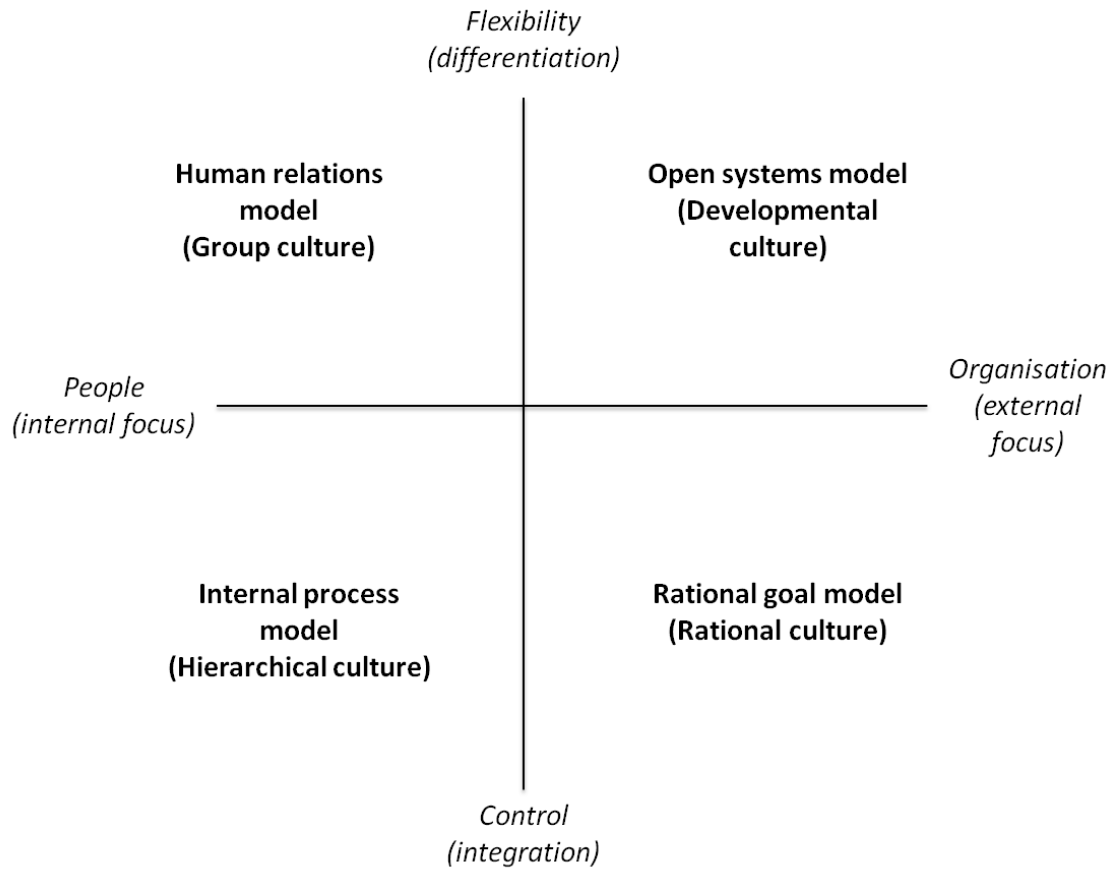 Flexibility
(differentiation)
Human relations
model
(Group culture)
Open systems model
(Developmental
culture)
People
(internal focus)
Organisation
(external
focus)
Internal process
model
(Hierarchical culture)
Rational goal model
(Rational culture)
Control
(integration)